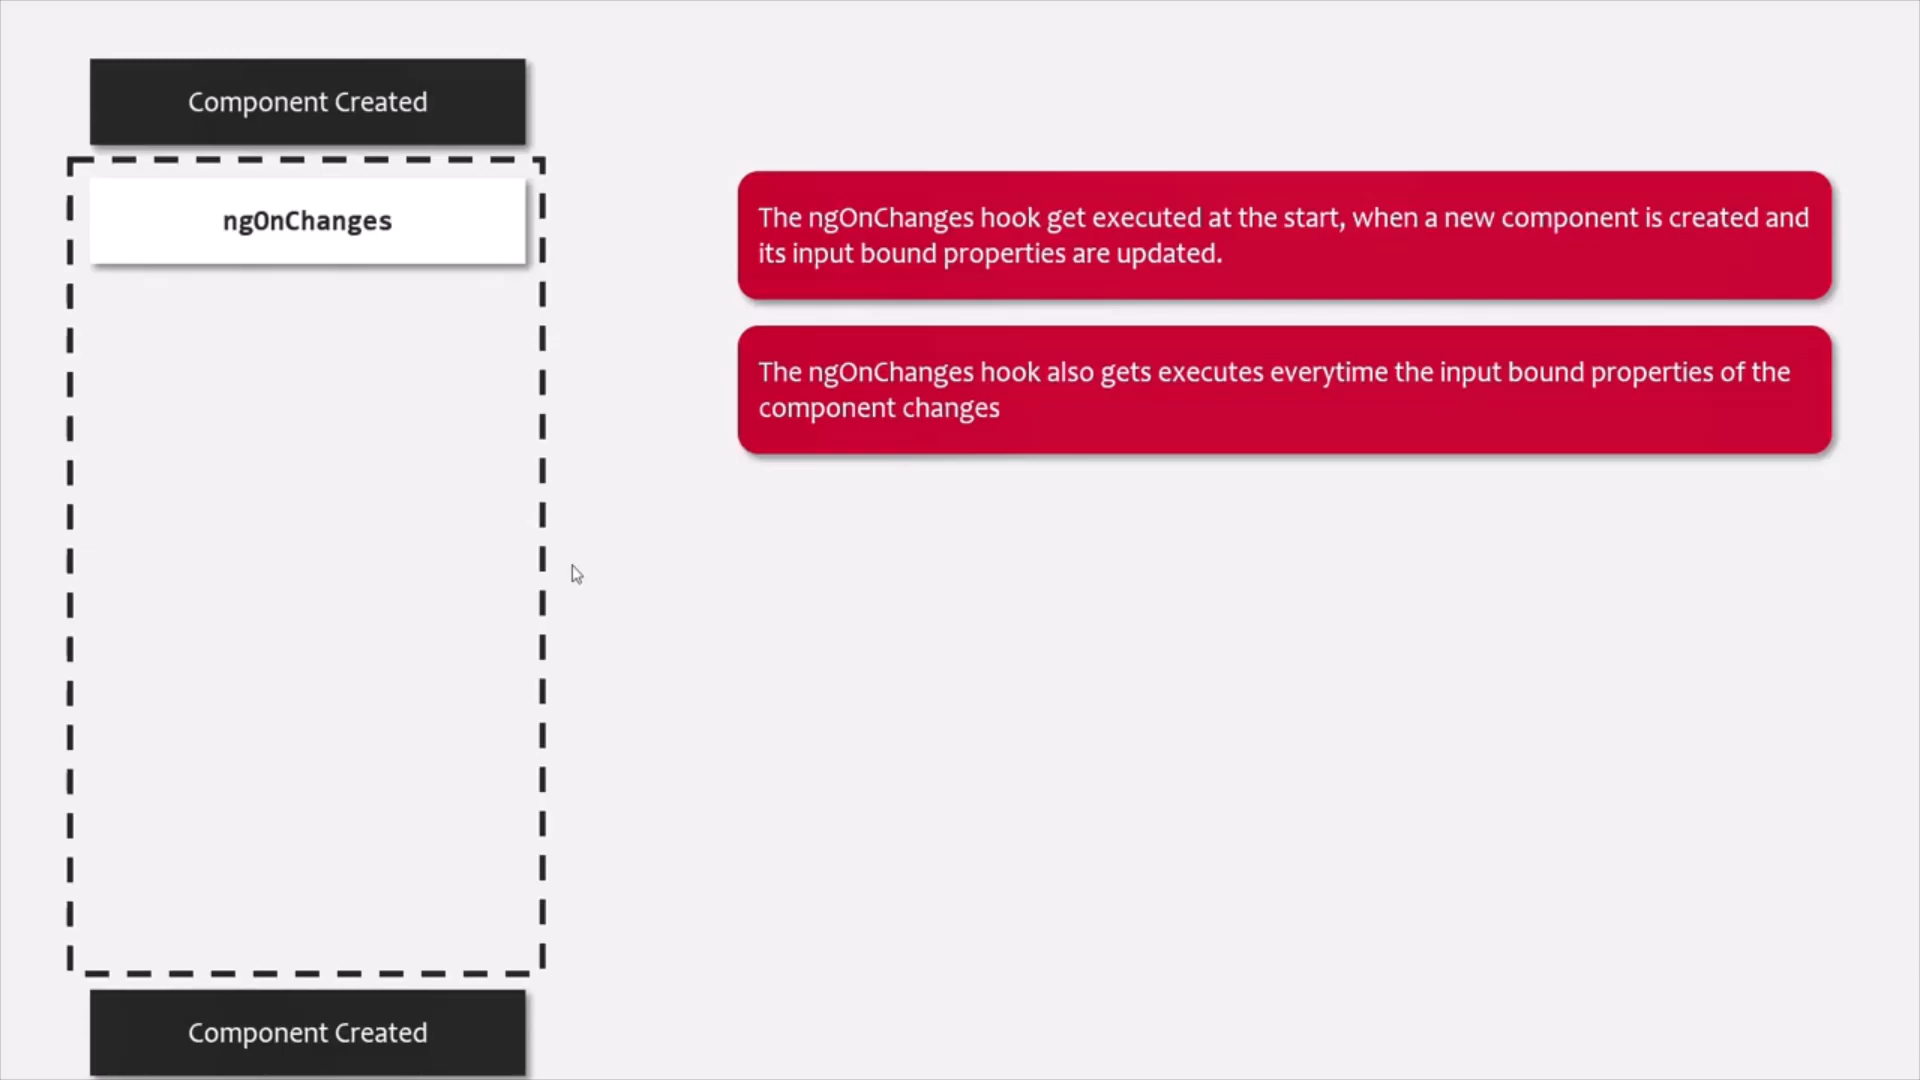 Component Created
ngOnChanges
The ngOnChanges hook get executed at the start, when a new component is created and
its input bound properties are updated.
The ngOnChanges hook also gets executes everytime the input bound properties of the
component changes
Component Created